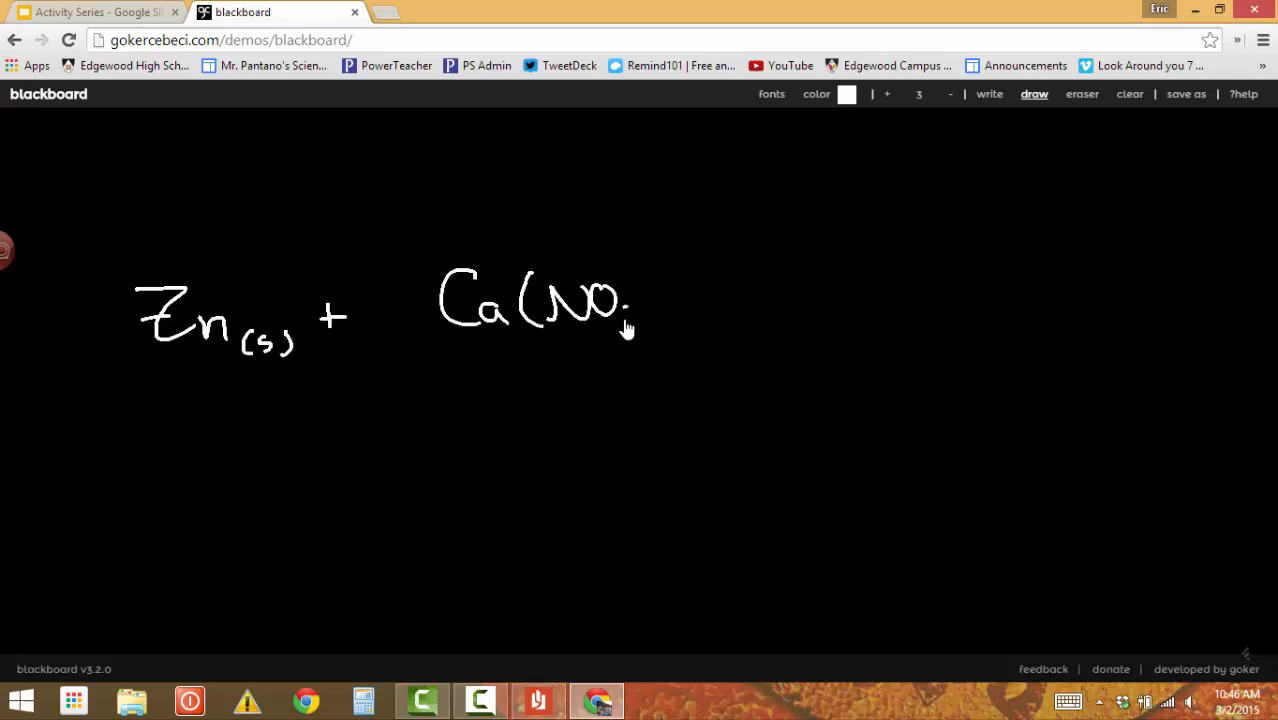 Activity Series - Google Sli
blackboard
Eric
gokercebeci.com/demos/blackboard/
Apps Edgewood High Sch... Mr. Pantano's Scien... PowerTeacher PS Admin TweetDeck Remind101 | Free an... YouTube Edgewood Campus ... Announcements Look Around you 7 ... »
blackboard fonts color | + 3 - | write draw eraser clear | save as | ?help
Zn(s) + Ca(NO
blackboard v3.2.0 feedback | donate | developed by goker
10:46 AM
3/2/2015